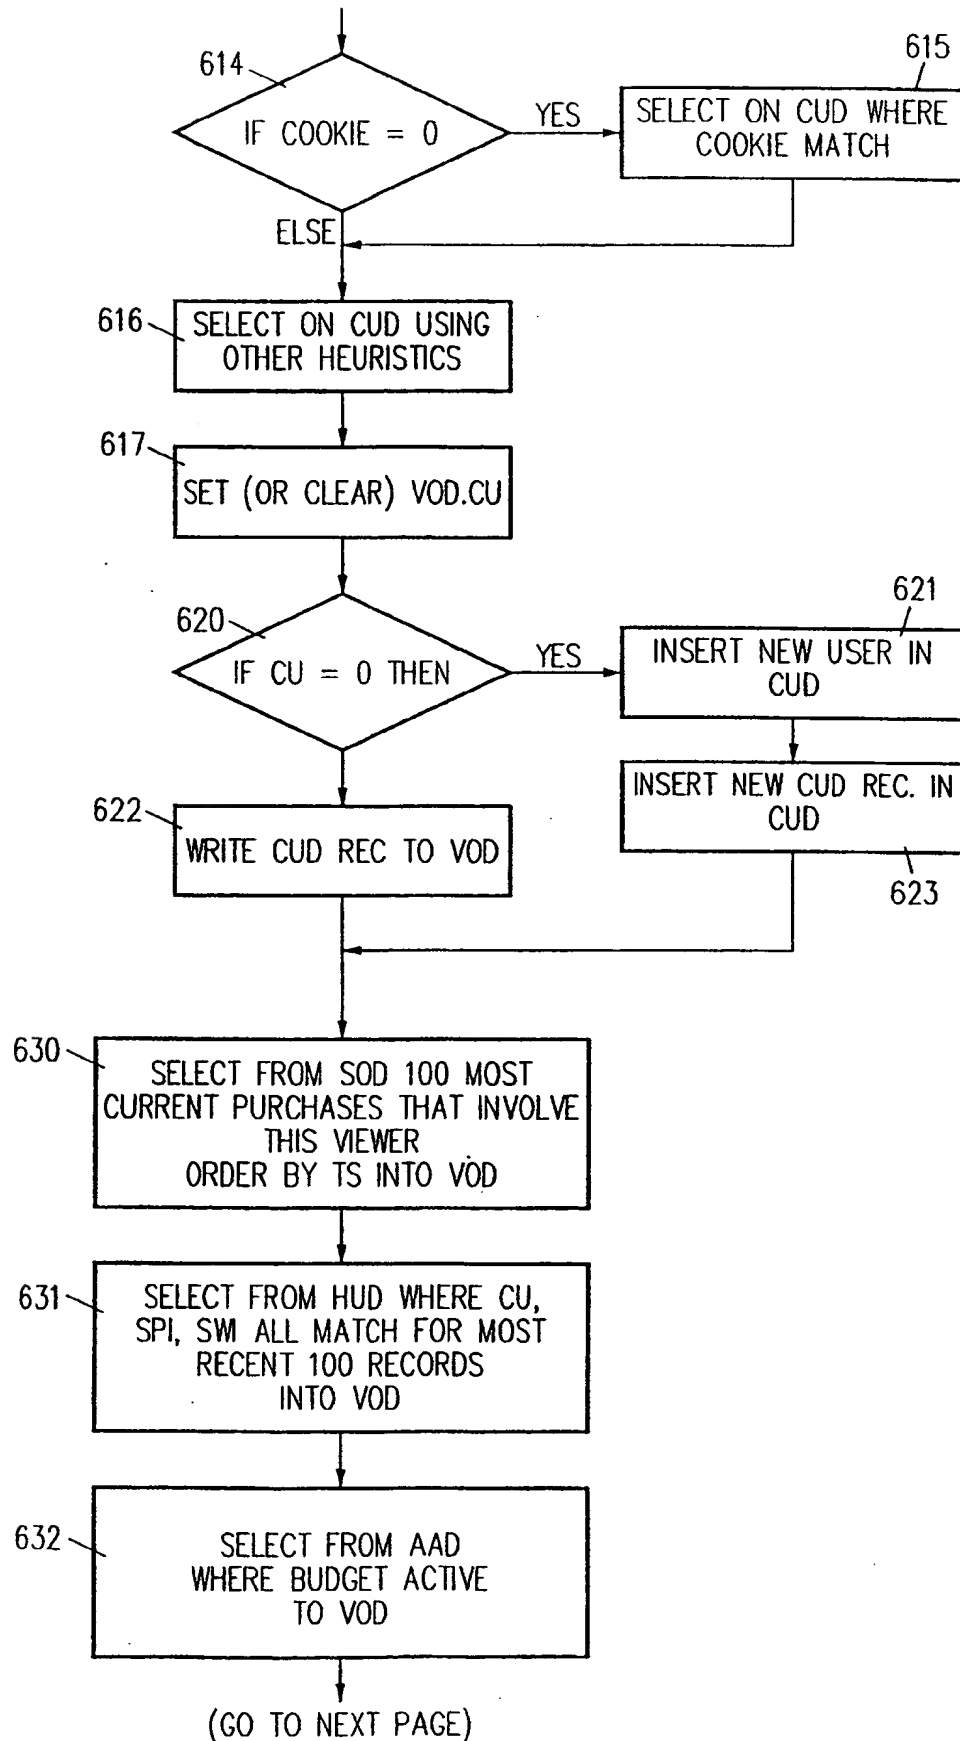 614
IF COOKIE = 0
YES
615
SELECT ON CUD WHERE
COOKIE MATCH
ELSE
616
SELECT ON CUD USING
OTHER HEURISTICS
617
SET (OR CLEAR) VOD.CU
620
IF CU = 0 THEN
YES
621
INSERT NEW USER IN
CUD
INSERT NEW CUD REC. IN
CUD
623
622
WRITE CUD REC TO VOD
630
SELECT FROM SOD 100 MOST
CURRENT PURCHASES THAT INVOLVE
THIS VIEWER
ORDER BY TS INTO VOD
631
SELECT FROM HUD WHERE CU,
SPI, SWI ALL MATCH FOR MOST
RECENT 100 RECORDS
INTO VOD
632
SELECT FROM AAD
WHERE BUDGET ACTIVE
TO VOD
(GO TO NEXT PAGE)